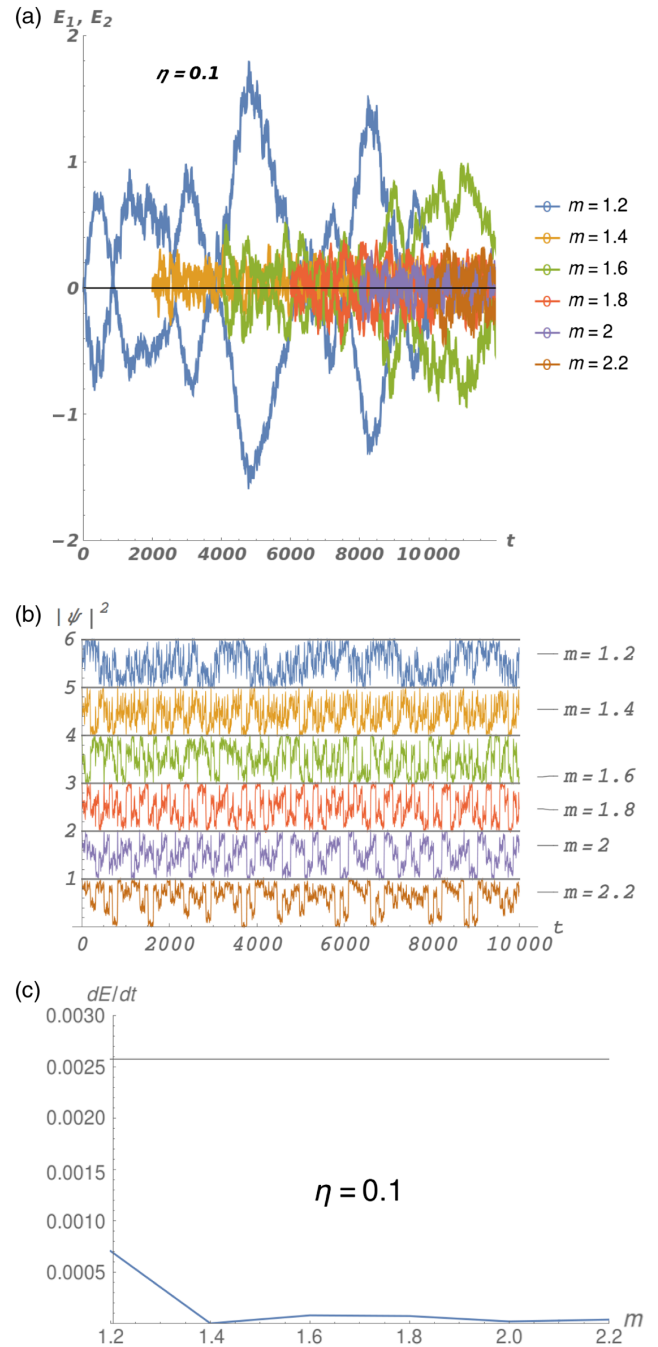 (a) E₁, E₂
2
η = 0.1
1
m = 1.2
m = 1.4
m = 1.6
0
m = 1.8
m = 2
m = 2.2
−1
−2
0 2000 4000 6000 8000 10 000 t
(b) |ψ|²
6
m = 1.2
5
m = 1.4
4
3
m = 1.6
m = 1.8
2
m = 2
1
m = 2.2
0 2000 4000 6000 8000 10 000 t
(c) dE/dt
0.0030
0.0025
0.0020
0.0015
η = 0.1
0.0010
0.0005
m
1.2 1.4 1.6 1.8 2.0 2.2